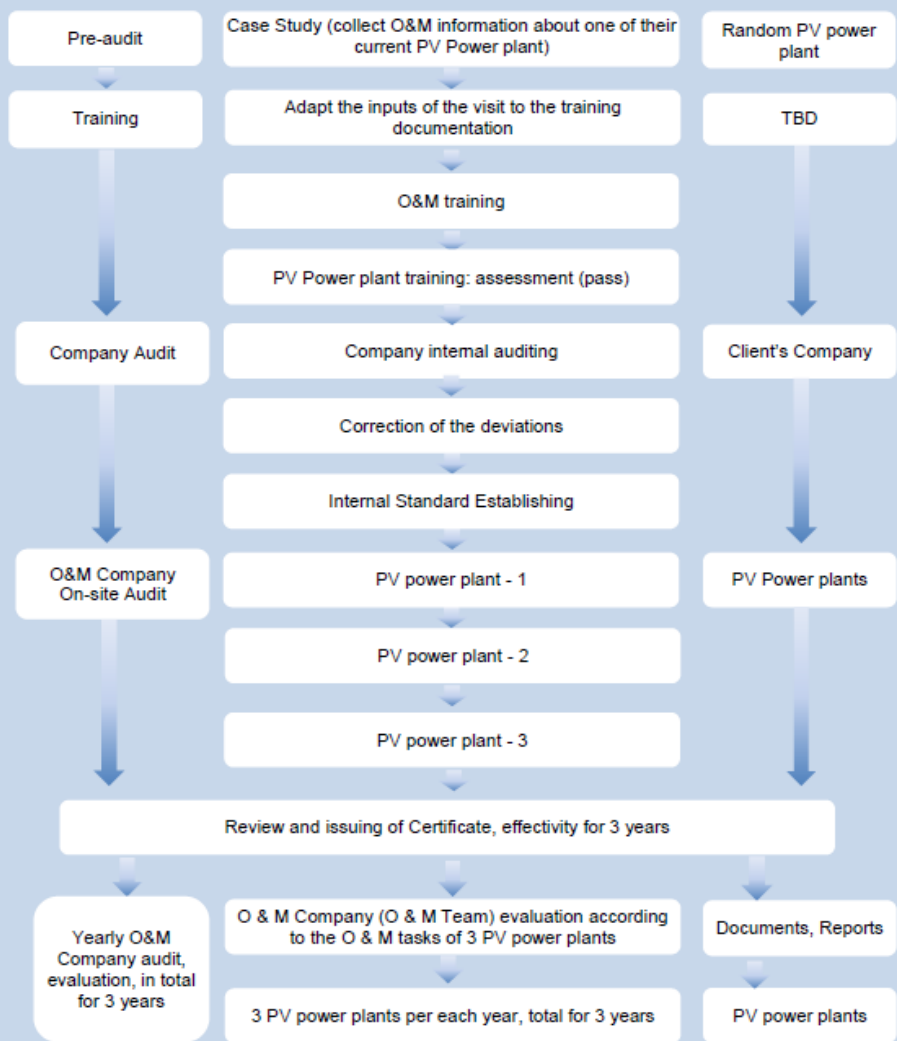 Pre-audit
Case Study (collect O&M information about one of their
current PV Power plant)
Random PV power
plant
Training
Adapt the inputs of the visit to the training
documentation
TBD
O&M training
PV Power plant training: assessment (pass)
Company Audit
Company internal auditing
Client's Company
Correction of the deviations
Internal Standard Establishing
O&M Company
On-site Audit
PV power plant - 1
PV Power plants
PV power plant - 2
PV power plant - 3
Review and issuing of Certificate, effectivity for 3 years
Yearly O&M
Company audit,
evaluation, in total
for 3 years
O & M Company (O & M Team) evaluation according
to the O & M tasks of 3 PV power plants
Documents, Reports
3 PV power plants per each year, total for 3 years
PV power plants